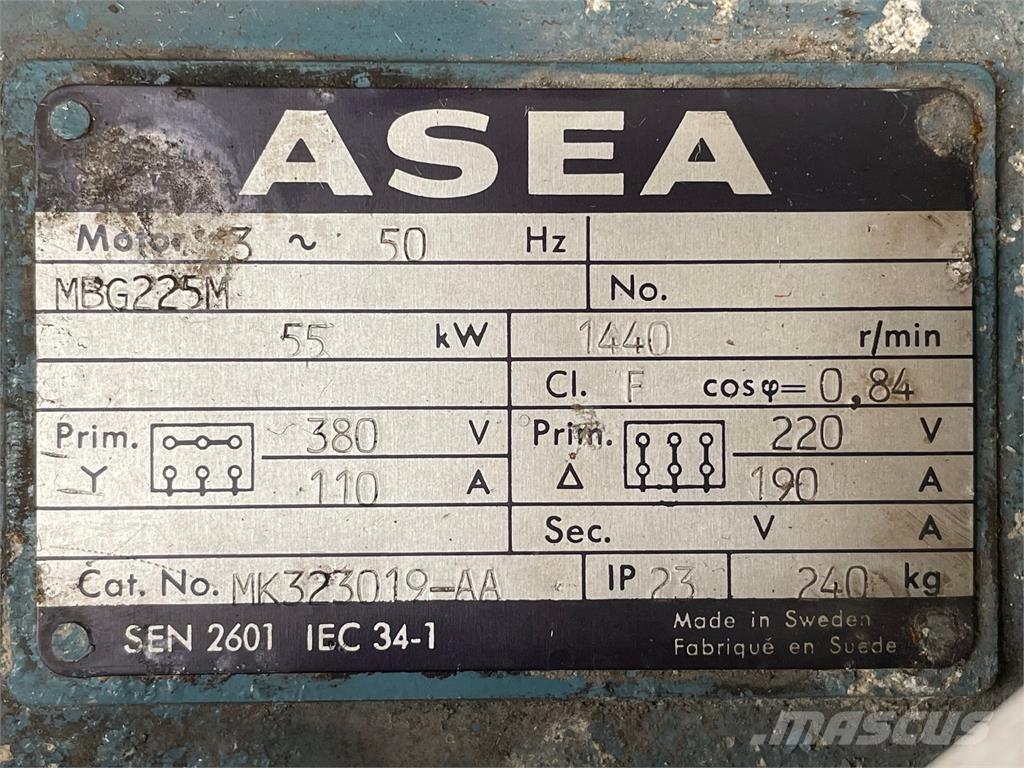 ASEA
Motor 3 ~ 50 Hz
MBG225M No.
55 kW 1440 r/min
Cl. F cosφ= 0,84
Prim. 380 V Prim. 220 V
Y 110 A Δ 190 A
Sec. V A
Cat. No. MK323019-AA IP 23 240 kg
SEN 2601 IEC 34-1 Made in Sweden
Fabriqué en Suede
MASCUS